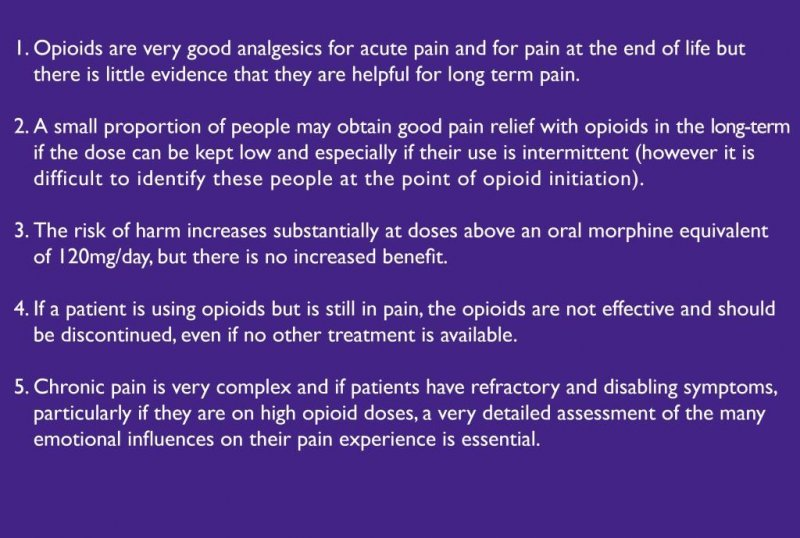 1. Opioids are very good analgesics for acute pain and for pain at the end of life but
there is little evidence that they are helpful for long term pain.
2. A small proportion of people may obtain good pain relief with opioids in the long-term
if the dose can be kept low and especially if their use is intermittent (however it is
difficult to identify these people at the point of opioid initiation).
3. The risk of harm increases substantially at doses above an oral morphine equivalent
of 120mg/day, but there is no increased benefit.
4. If a patient is using opioids but is still in pain, the opioids are not effective and should
be discontinued, even if no other treatment is available.
5. Chronic pain is very complex and if patients have refractory and disabling symptoms,
particularly if they are on high opioid doses, a very detailed assessment of the many
emotional influences on their pain experience is essential.